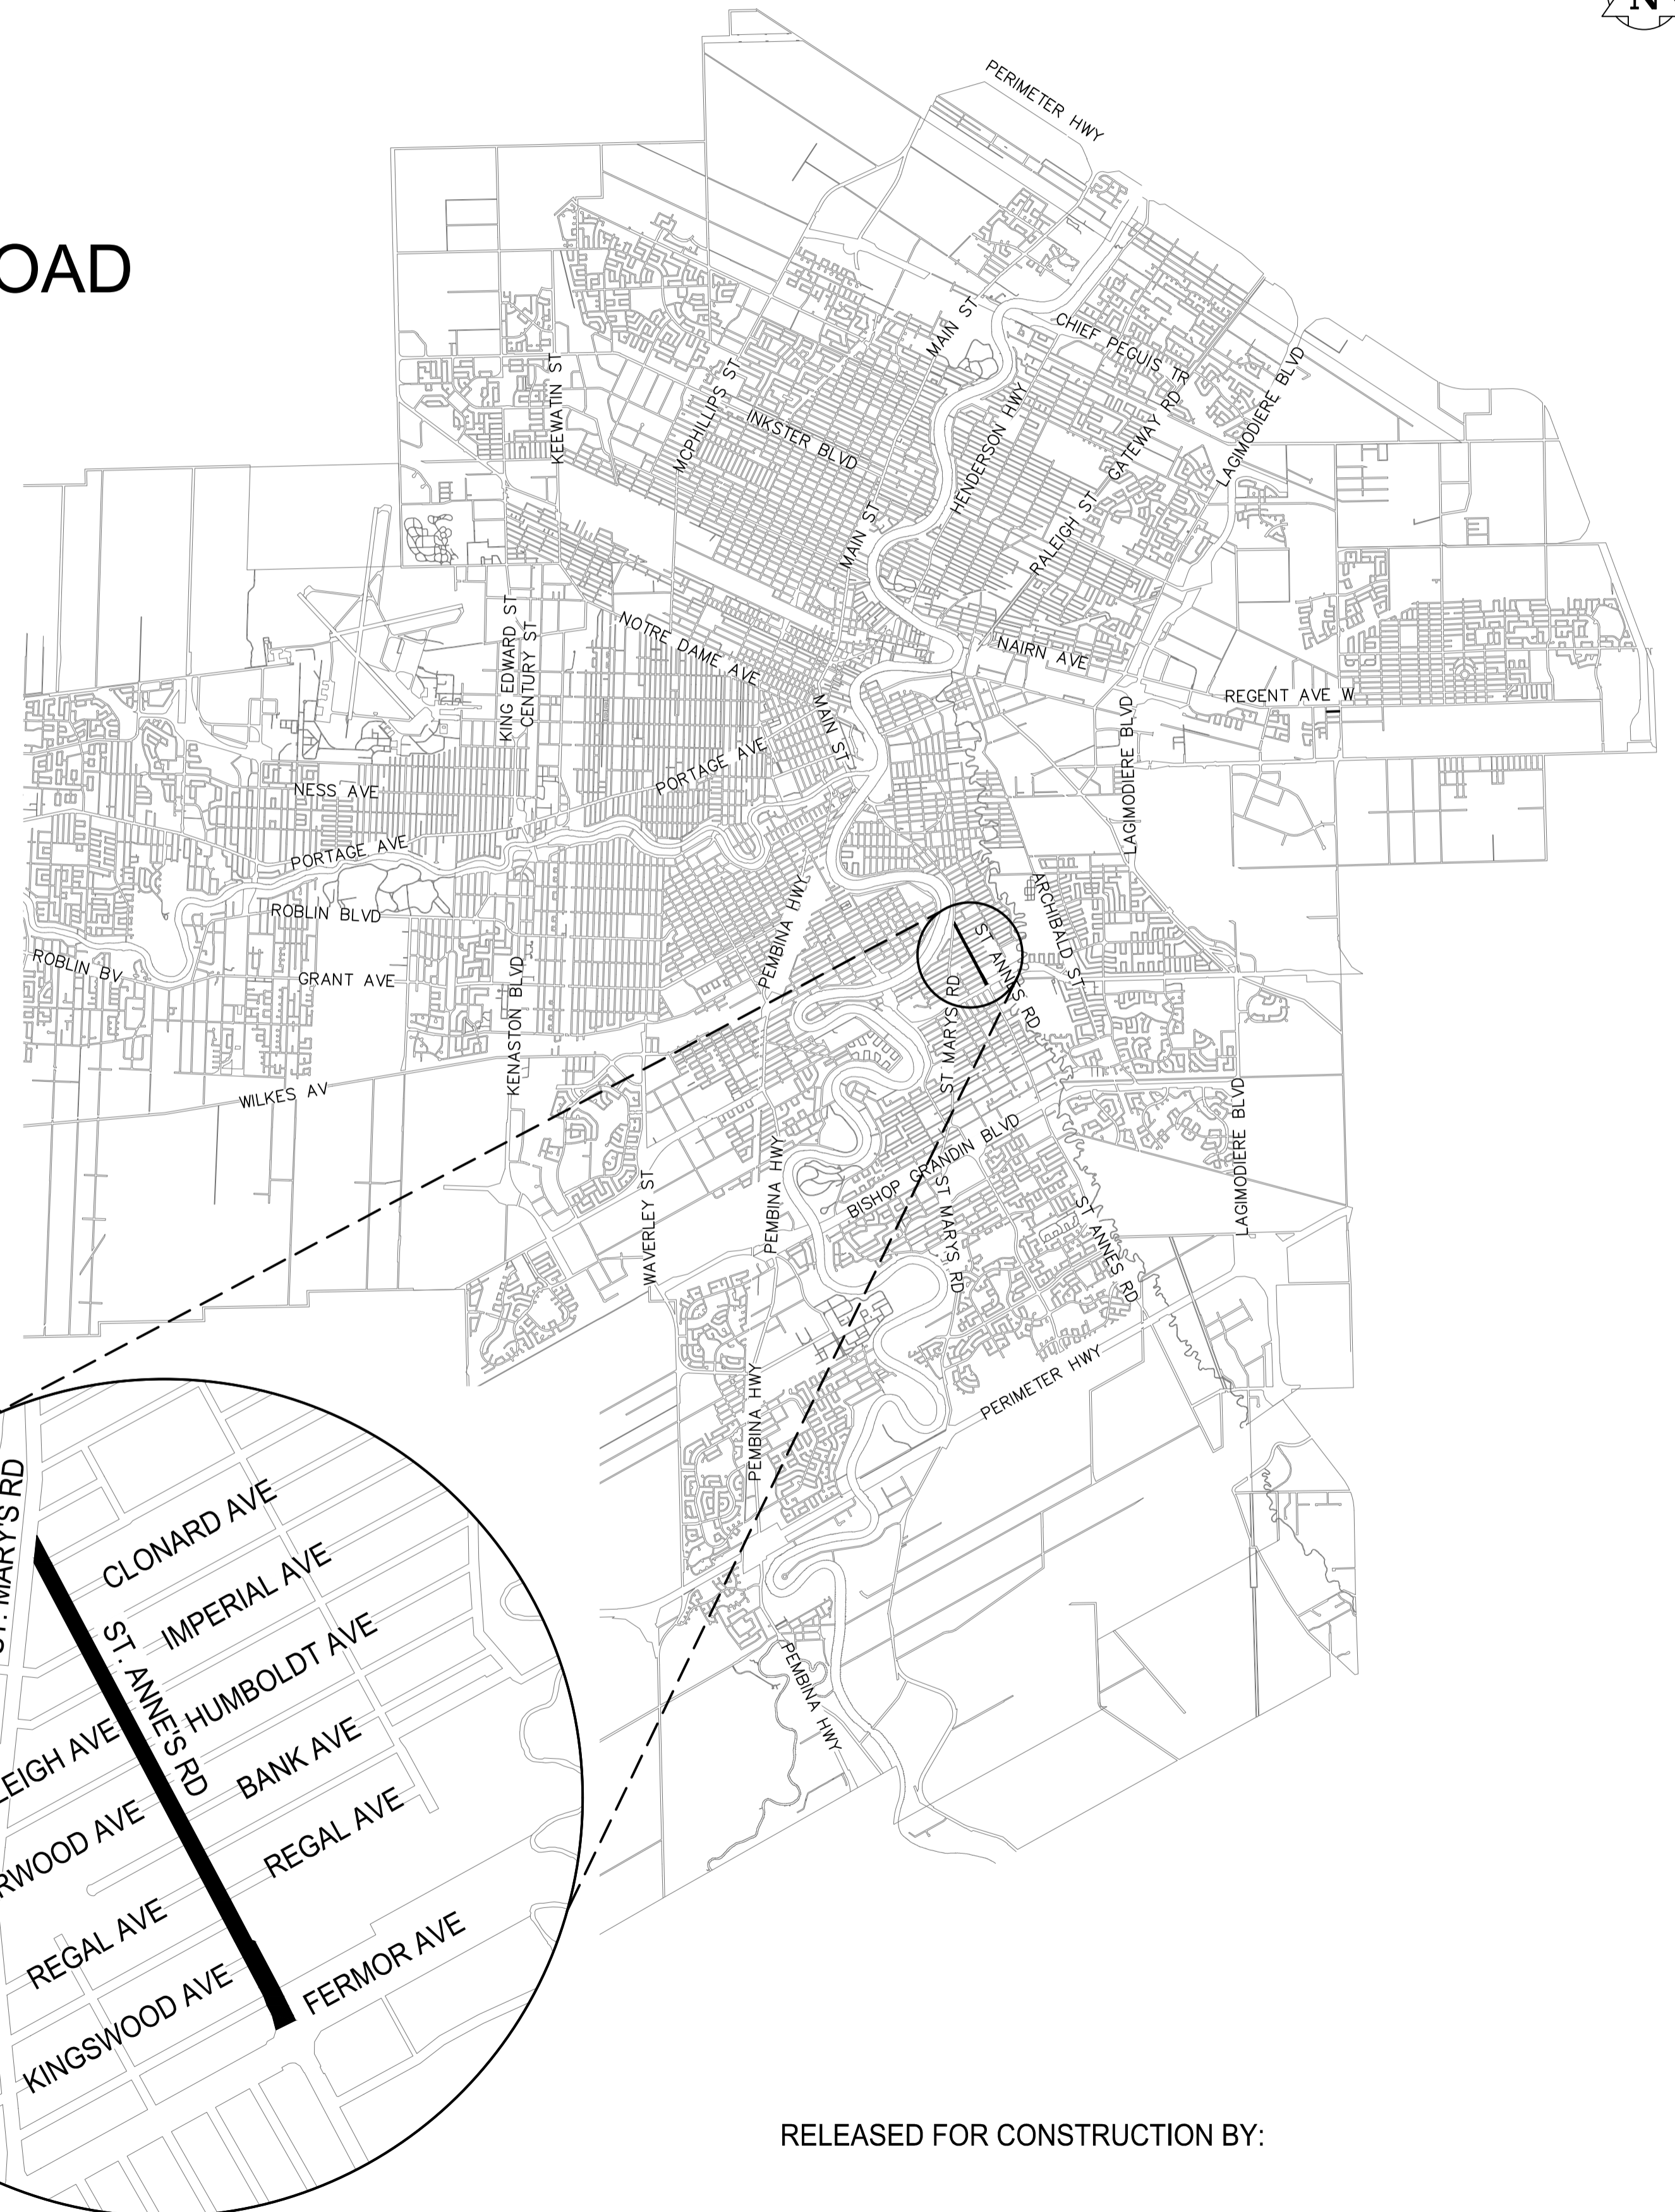 N
PERIMETER HWY
OAD
MAIN ST
CHIEF PEGUIS TR
LAGIMODIERE BLVD
KEEWATIN ST
MCPHILLIPS ST
INKSTER BLVD
HENDERSON HWY
GATEWAY RD
RALEIGH ST
MAIN ST
KING EDWARD ST
CENTURY ST
NOTRE DAME AVE
NAIRN AVE
REGENT AVE W
MAIN ST
LAGIMODIERE BLVD
PORTAGE AVE
NESS AVE
PORTAGE AVE
ROBLIN BLVD
ARCHIBALD ST
PEMBINA HWY
ROBLIN BV
GRANT AVE
ST ANNES RD
KENASTON BLVD
ST MARYS RD
WILKES AV
LAGIMODIERE BLVD
BISHOP GRANDIN BLVD
PEMBINA HWY
WAVERLEY ST
ST MARYS RD
ST ANNES RD
PERIMETER HWY
PEMBINA HWY
PEMBINA HWY
MARY'S RD
CLONARD AVE
IMPERIAL AVE
ST. ANNE'S RD
HUMBOLDT AVE
LEIGH AVE
BANK AVE
RWOOD AVE
REGAL AVE
REGAL AVE
FERMOR AVE
KINGSWOOD AVE
RELEASED FOR CONSTRUCTION BY: